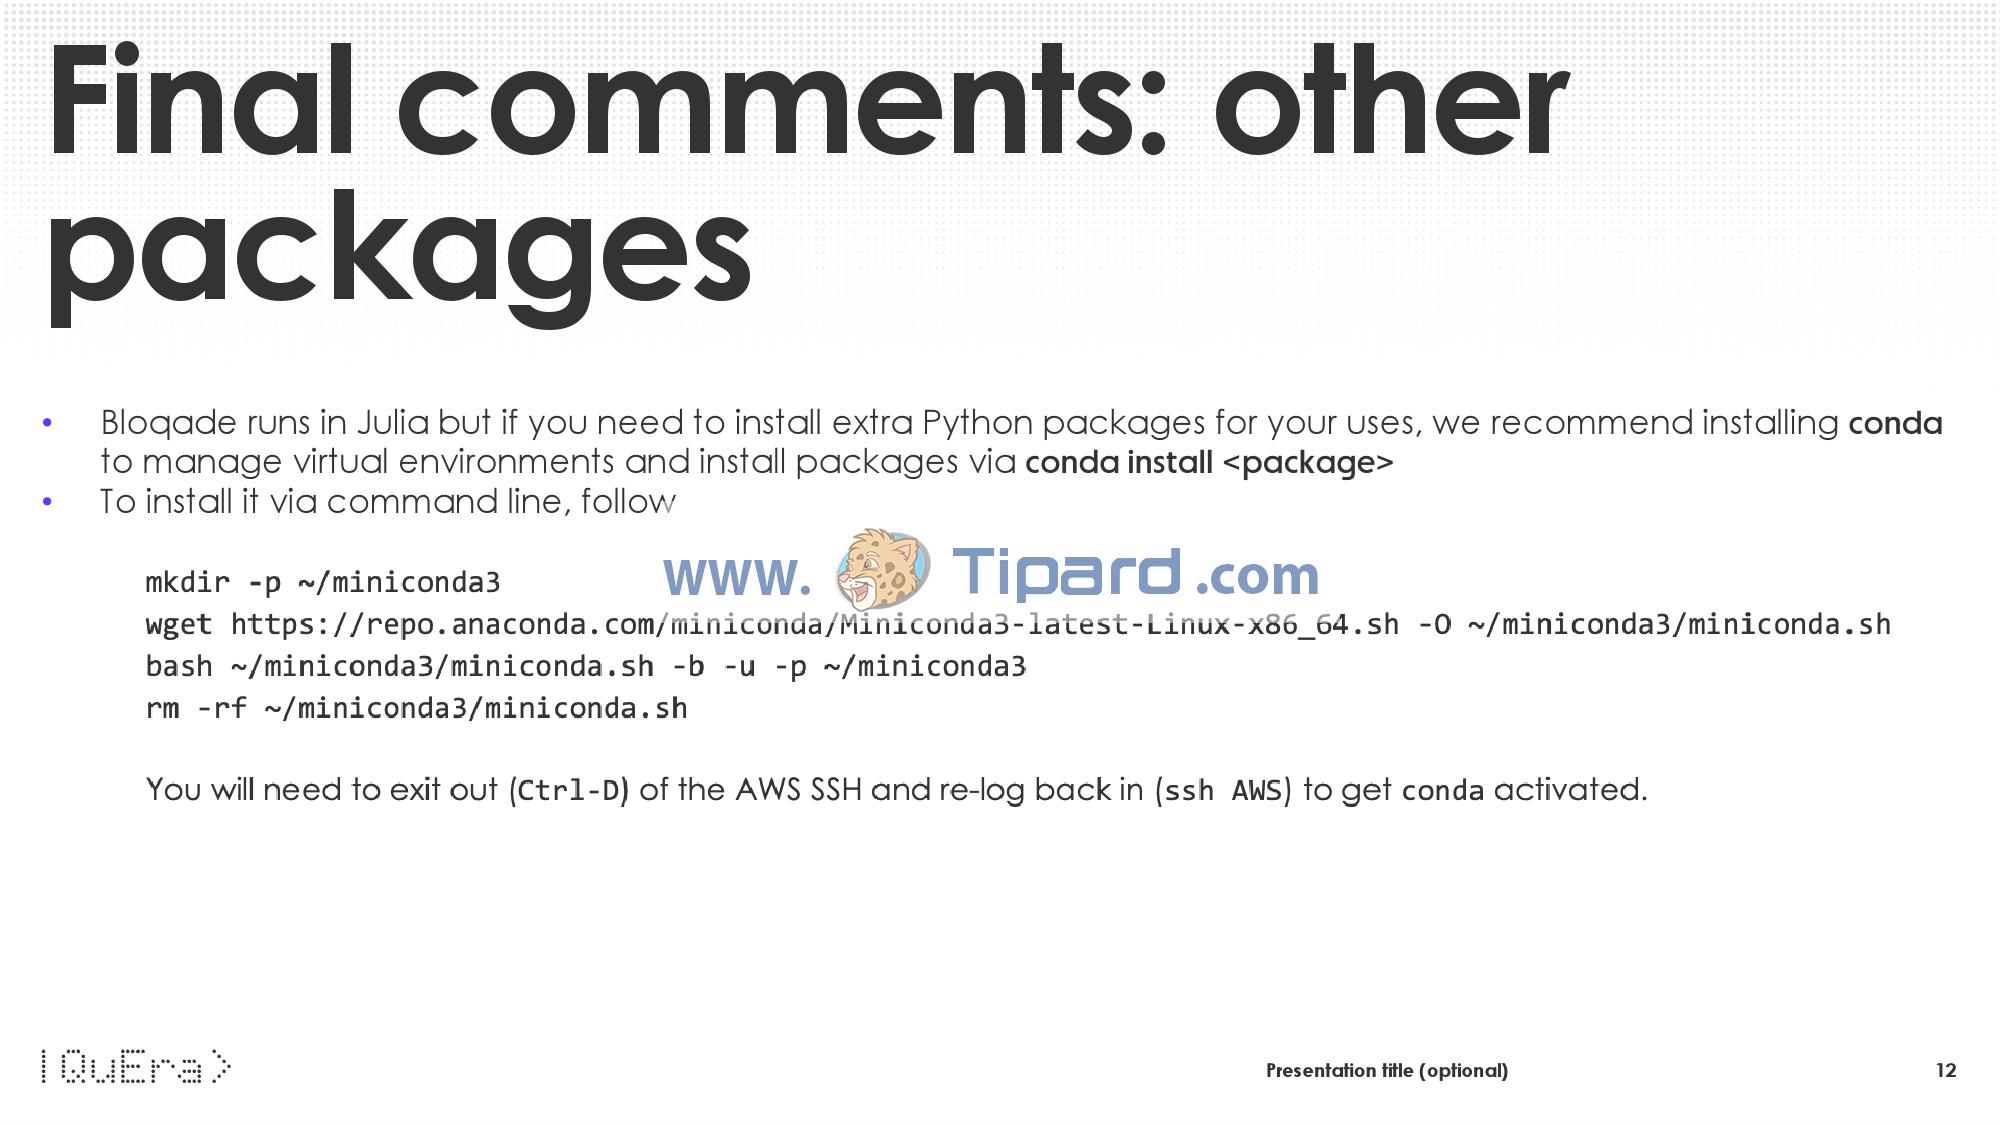 Final comments: other
packages
• Bloqade runs in Julia but if you need to install extra Python packages for your uses, we recommend installing conda
to manage virtual environments and install packages via conda install <package>
• To install it via command line, follow
www. Tipard .com
mkdir -p ~/miniconda3
wget https://repo.anaconda.com/miniconda/Miniconda3-latest-Linux-x86_64.sh -O ~/miniconda3/miniconda.sh
bash ~/miniconda3/miniconda.sh -b -u -p ~/miniconda3
rm -rf ~/miniconda3/miniconda.sh
You will need to exit out (Ctrl-D) of the AWS SSH and re-log back in (ssh AWS) to get conda activated.
|QuEra>
Presentation title (optional)
12